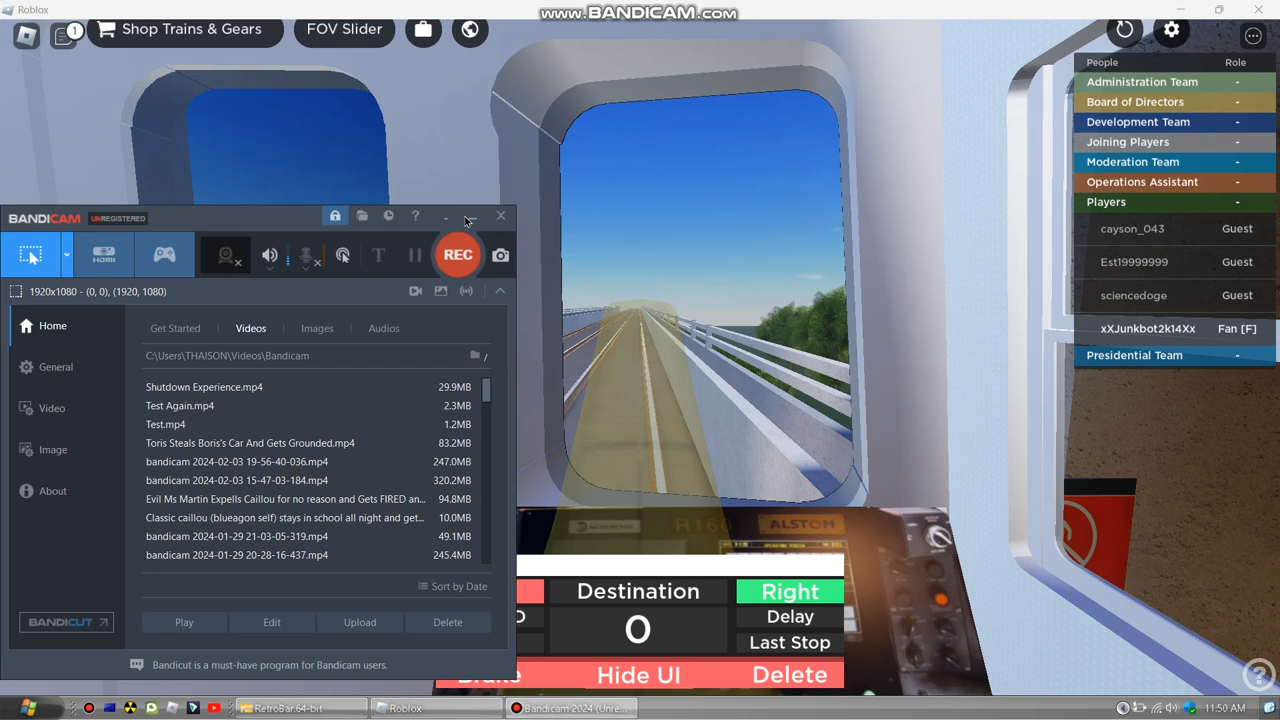 Roblox
www.BANDICAM.com
1
Shop Trains & Gears
FOV Slider
People Role
Administration Team -
Board of Directors -
Development Team -
Joining Players -
Moderation Team -
Operations Assistant -
Players -
cayson_043 Guest
Est19999999 Guest
sciencedoge Guest
xXJunkbot2k14Xx Fan [F]
Presidential Team -
BANDICAM UNREGISTERED
HDMI
REC
1920x1080 - (0, 0), (1920, 1080)
Home
General
Video
Image
About
BANDICUT
Get Started Videos Images Audios
C:\Users\THAISON\Videos\Bandicam /
Shutdown Experience.mp4 29.9MB
Test Again.mp4 2.3MB
Test.mp4 1.2MB
Toris Steals Boris's Car And Gets Grounded.mp4 83.2MB
bandicam 2024-02-03 19-56-40-036.mp4 247.0MB
bandicam 2024-02-03 15-47-03-184.mp4 320.2MB
Evil Ms Martin Expells Caillou for no reason and Gets FIRED an... 94.8MB
Classic caillou (blueagon self) stays in school all night and get... 10.0MB
bandicam 2024-01-29 21-03-05-319.mp4 49.1MB
bandicam 2024-01-29 20-28-16-437.mp4 245.4MB
Sort by Date
Play Edit Upload Delete
Bandicut is a must-have program for Bandicam users.
R160
ALSTOM
Destination
0
Right
Delay
Last Stop
Brake
Hide UI
Delete
?
RetroBar.64-bit
Roblox
Bandicam 2024 (Unre...
11:50 AM